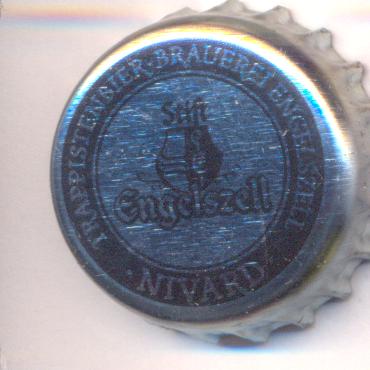 TRAPPISTENBIER-BRAUEREI ENGELSZELL
Stift
Engelszell
· NIVARD ·